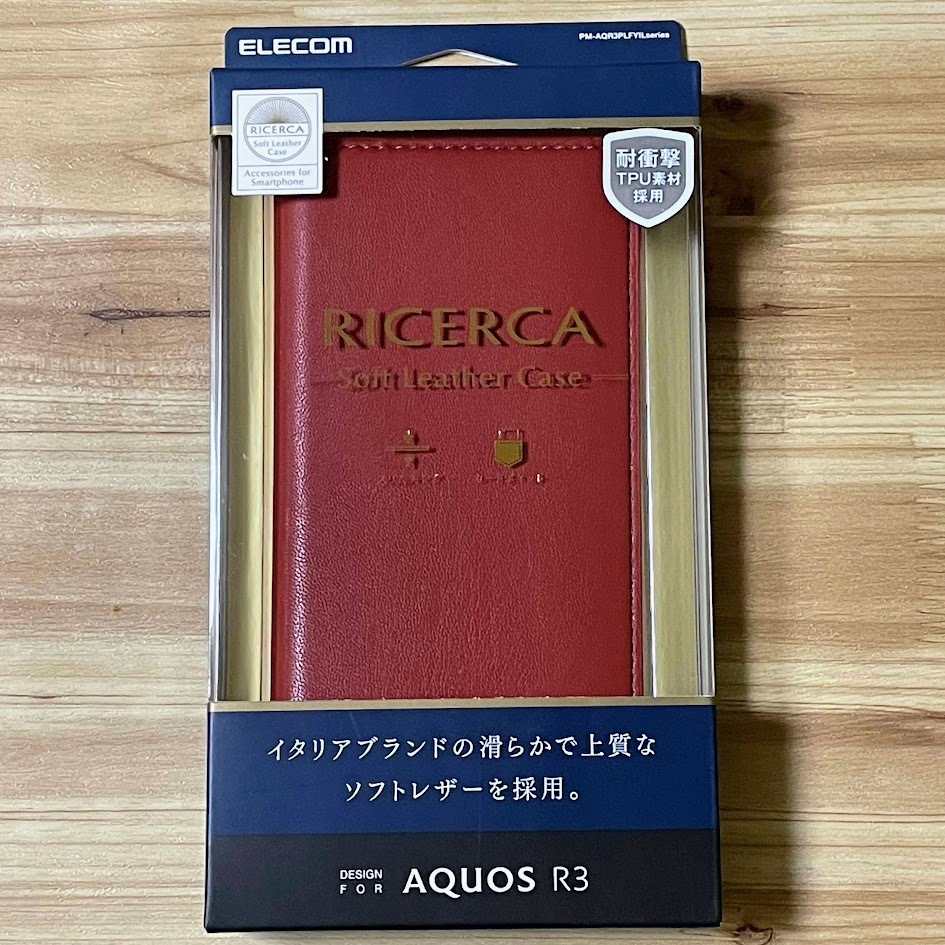 ELECOM
PM-AQR3PLFYILseries
RICERCA
Soft Leather
Case
Accessories for
Smartphone
耐衝撃
TPU素材
採用
RICERCA
Soft Leather Case
イタリアブランドの滑らかで上質な
ソフトレザーを採用。
DESIGN
FOR
AQUOS R3